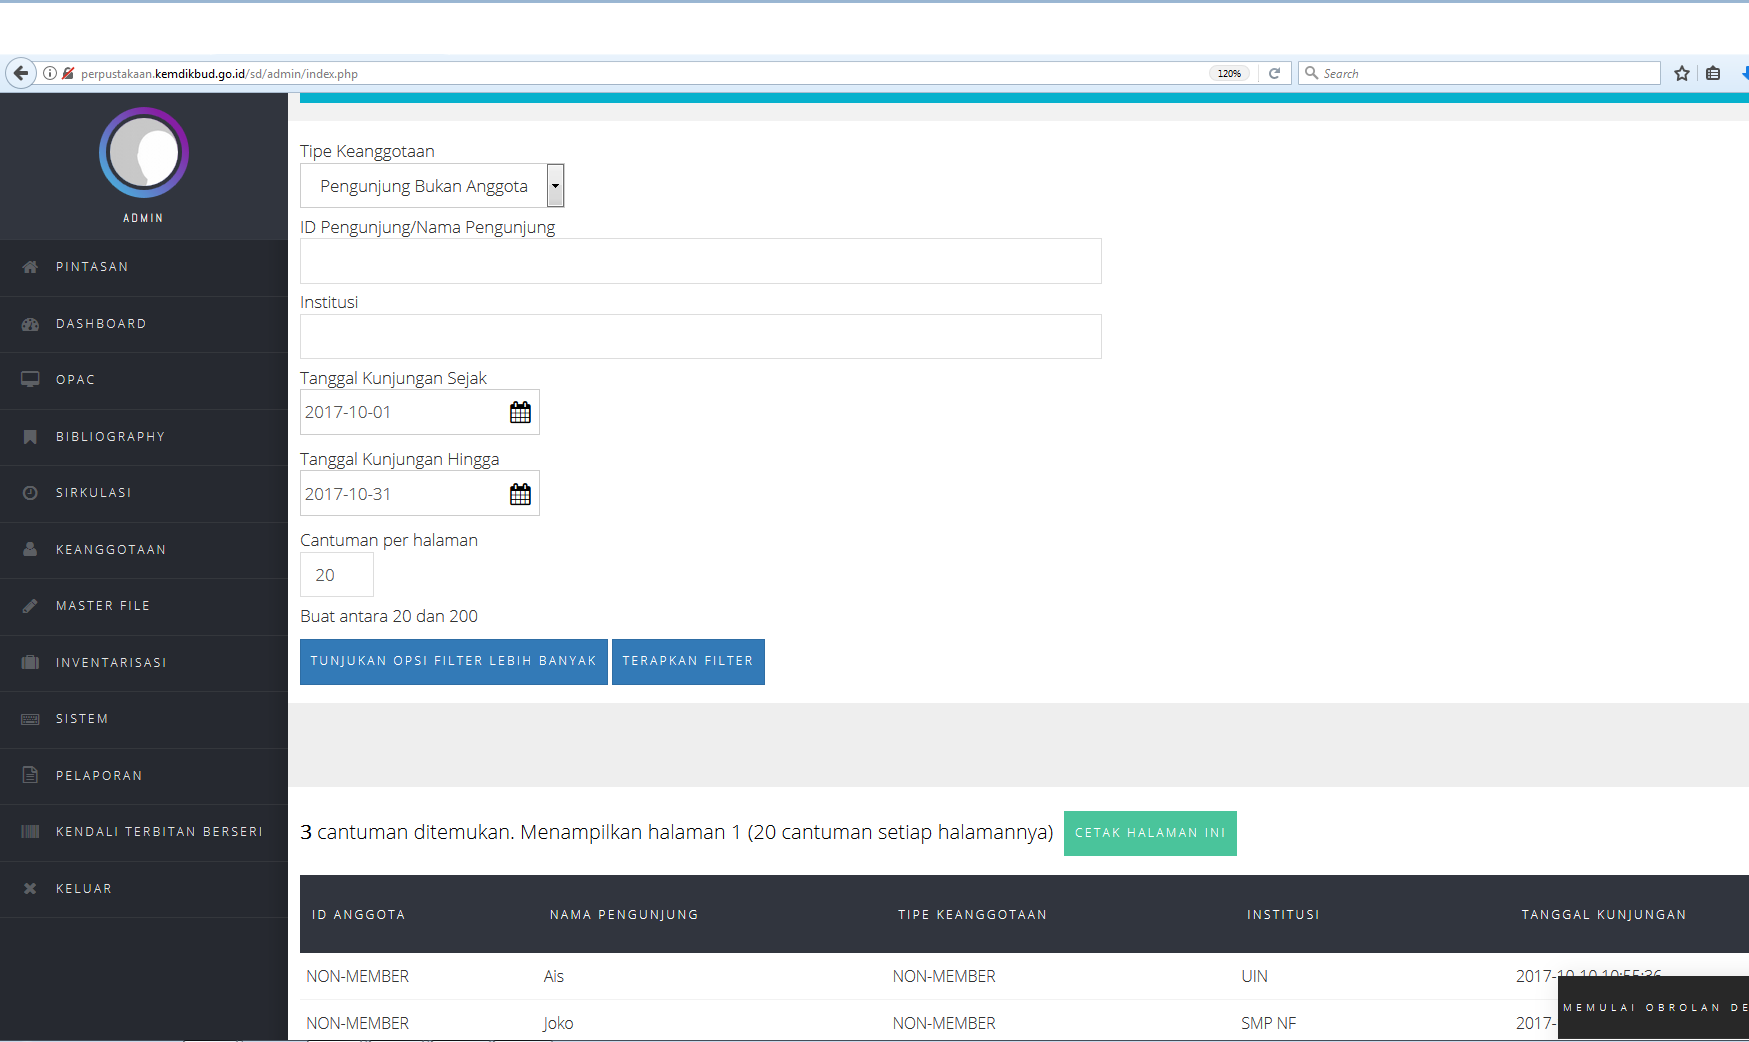 perpustakaan.kemdikbud.go.id/sd/admin/index.php
120%
Search
ADMIN
PINTASAN
DASHBOARD
OPAC
BIBLIOGRAPHY
SIRKULASI
KEANGGOTAAN
MASTER FILE
INVENTARISASI
SISTEM
PELAPORAN
KENDALI TERBITAN BERSERI
KELUAR
Tipe Keanggotaan
Pengunjung Bukan Anggota
ID Pengunjung/Nama Pengunjung
Institusi
Tanggal Kunjungan Sejak
2017-10-01
Tanggal Kunjungan Hingga
2017-10-31
Cantuman per halaman
20
Buat antara 20 dan 200
TUNJUKAN OPSI FILTER LEBIH BANYAK TERAPKAN FILTER
3 cantuman ditemukan. Menampilkan halaman 1 (20 cantuman setiap halamannya) CETAK HALAMAN INI
ID ANGGOTA NAMA PENGUNJUNG TIPE KEANGGOTAAN INSTITUSI TANGGAL KUNJUNGAN
NON-MEMBER Ais NON-MEMBER UIN 2017-10-10 10:55:36
NON-MEMBER Joko NON-MEMBER SMP NF 2017-
MEMULAI OBROLAN DE